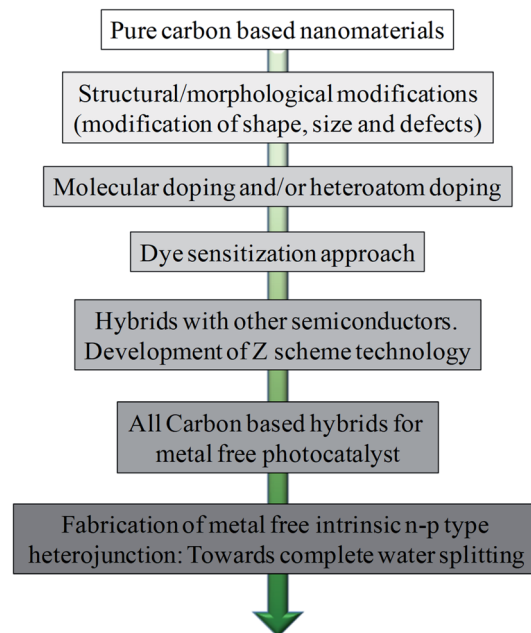 Pure carbon based nanomaterials
Structural/morphological modifications
(modification of shape, size and defects)
Molecular doping and/or heteroatom doping
Dye sensitization approach
Hybrids with other semiconductors.
Development of Z scheme technology
All Carbon based hybrids for
metal free photocatalyst
Fabrication of metal free intrinsic n-p type
heterojunction: Towards complete water splitting